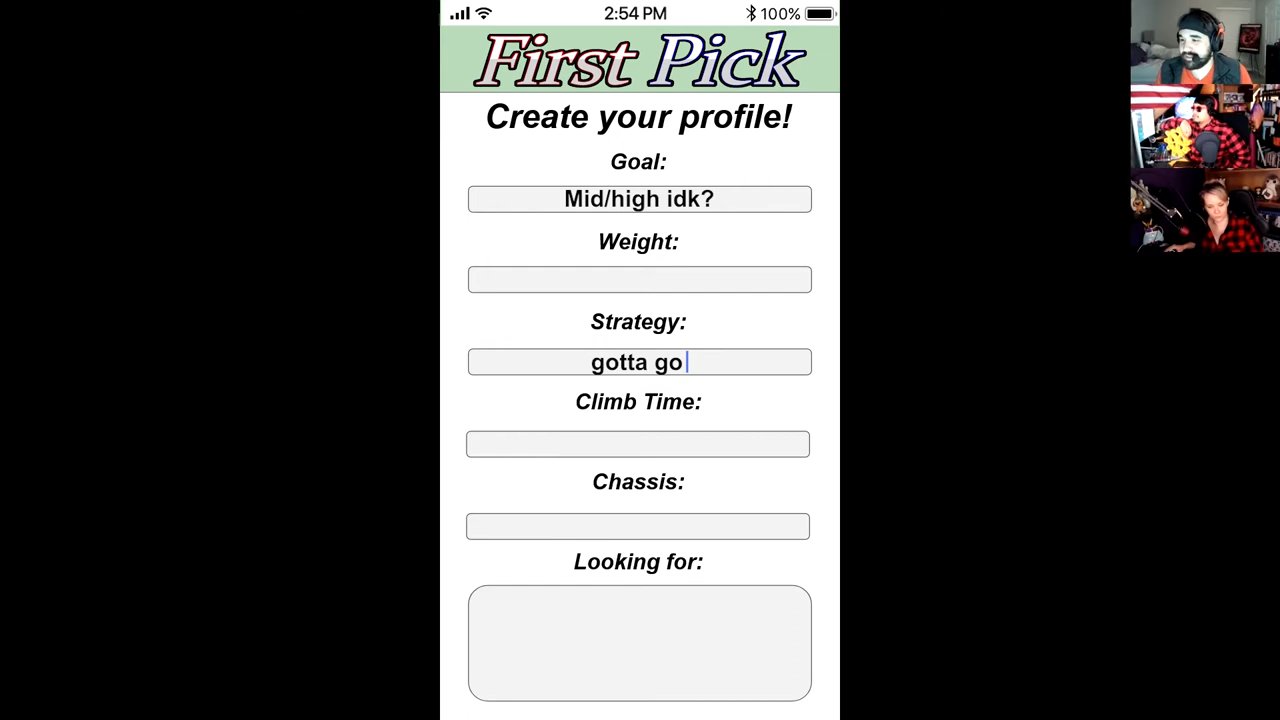 2:54 PM 100%
First Pick
Create your profile!
Goal:
Mid/high idk?
Weight:
Strategy:
gotta go
Climb Time:
Chassis:
Looking for: